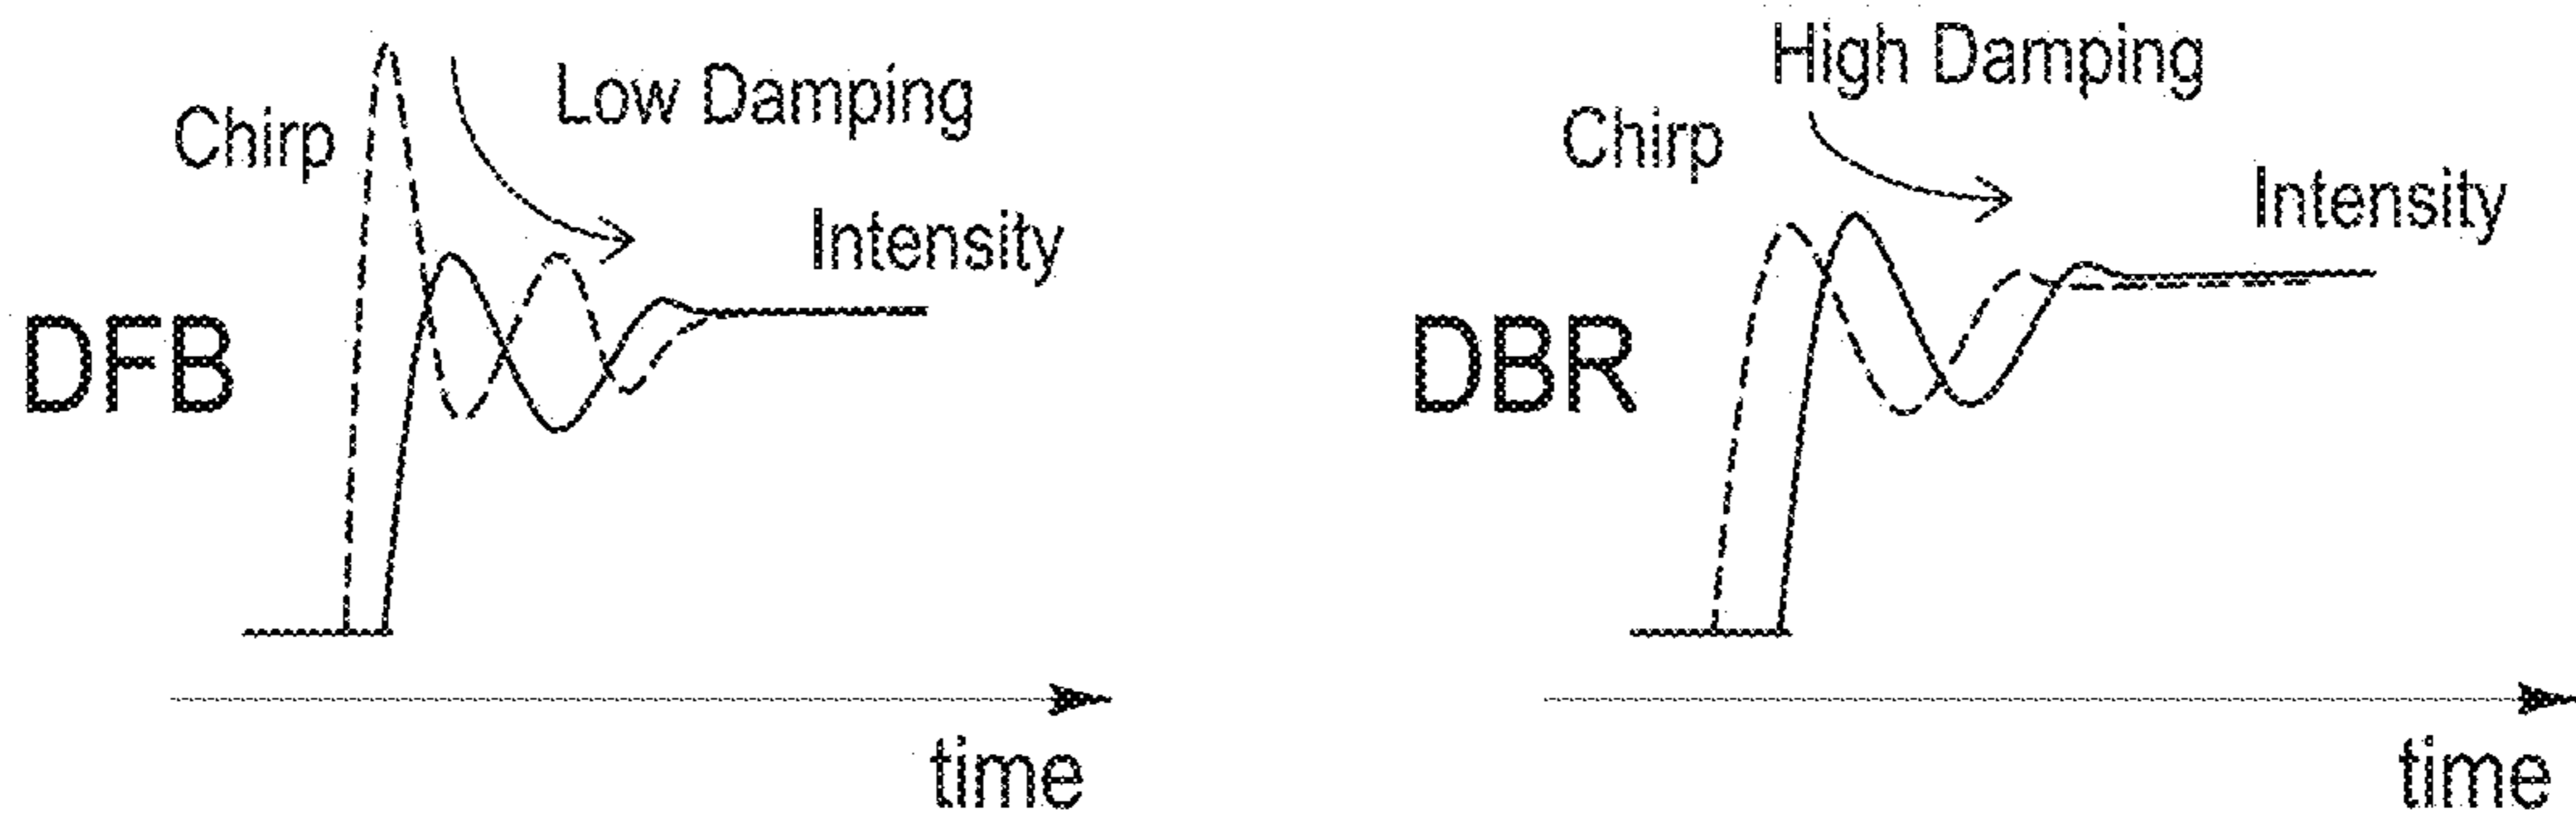 Chirp
Low Damping
Intensity
DFB
time
High Damping
Chirp
Intensity
DBR
time